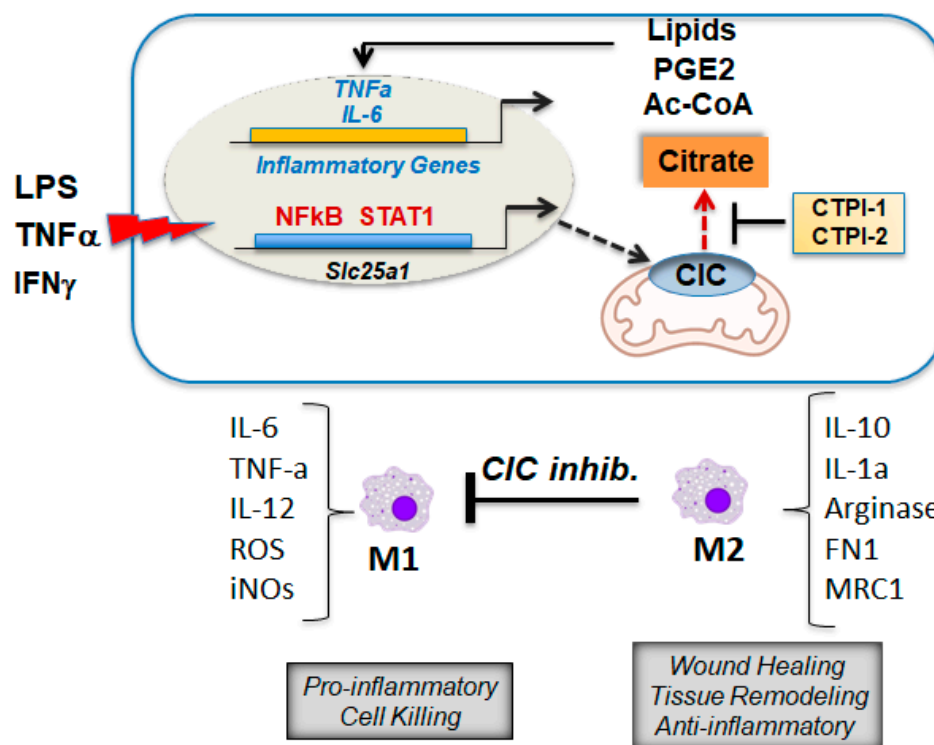 Lipids
PGE2
Ac-CoA
Citrate
TNFa
IL-6
Inflammatory Genes
NFkB STAT1
Slc25a1
LPS
TNFα
IFNγ
CTPI-1
CTPI-2
CIC
IL-6
TNF-a
IL-12
ROS
iNOs
M1
CIC inhib.
M2
IL-10
IL-1a
Arginase
FN1
MRC1
Pro-inflammatory
Cell Killing
Wound Healing
Tissue Remodeling
Anti-inflammatory